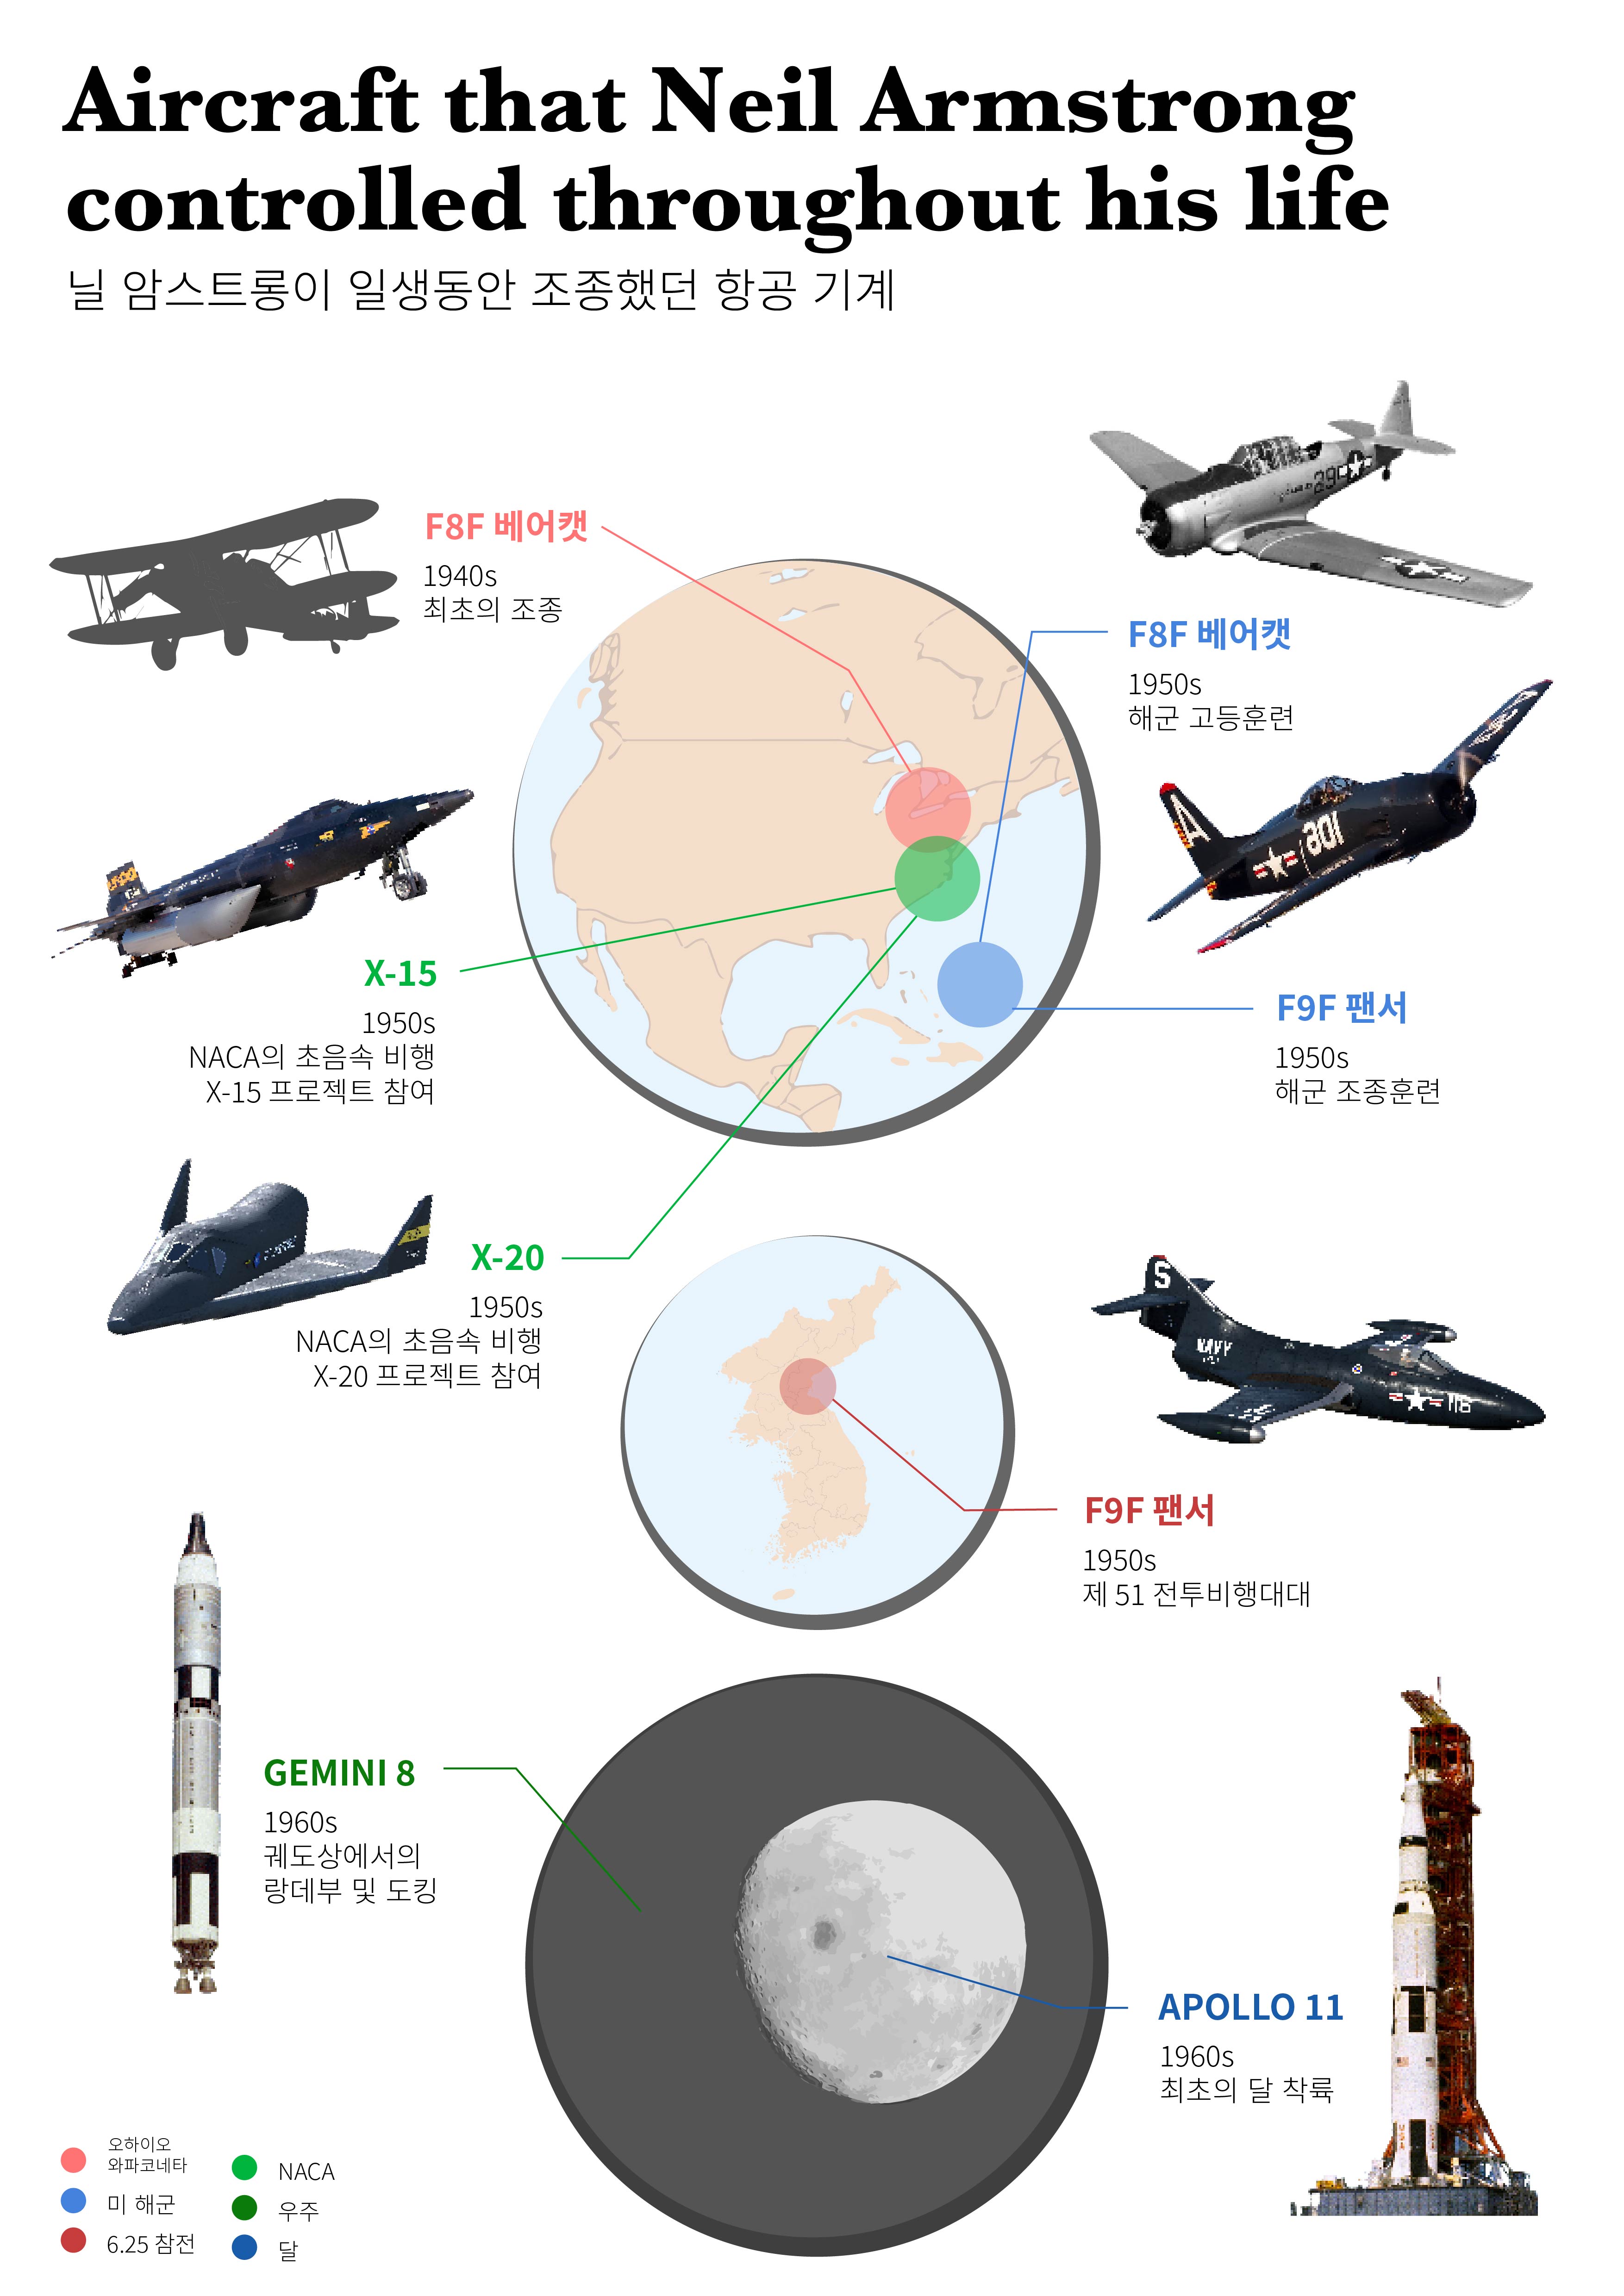 Aircraft that Neil Armstrong
controlled throughout his life
닐 암스트롱이 일생동안 조종했던 항공 기계
F8F 베어캣
1940s
최초의 조종
29
F8F 베어캣
1950s
해군 고등훈련
A
801
X-15
1950s
NACA의 초음속 비행
X-15 프로젝트 참여
F9F 팬서
1950s
해군 조종훈련
X-20
1950s
NACA의 초음속 비행
X-20 프로젝트 참여
S
NAVY
116
F9F 팬서
1950s
제 51 전투비행대대
GEMINI 8
1960s
궤도상에서의
랑데부 및 도킹
APOLLO 11
1960s
최초의 달 착륙
오하이오
와파코네타
미 해군
6.25 참전
NACA
우주
달